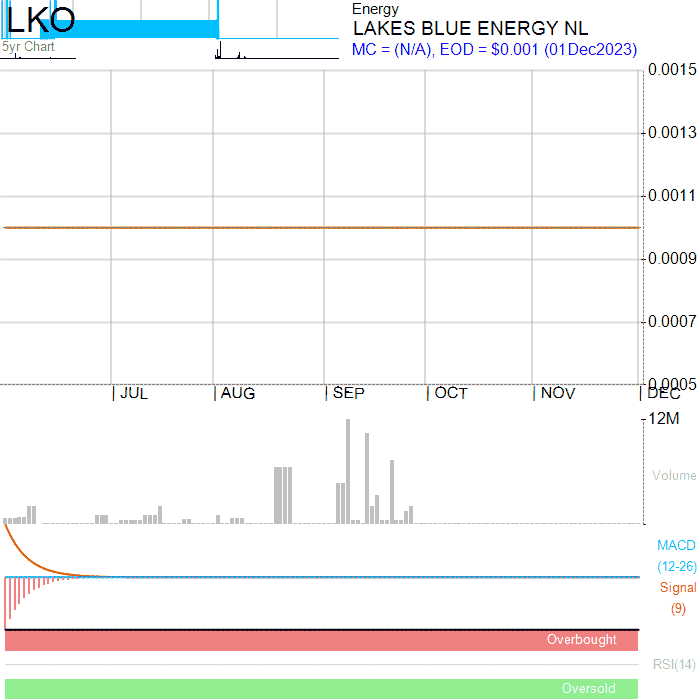 LKO
5yr Chart
Energy
LAKES BLUE ENERGY NL
MC = (N/A), EOD = $0.001 (01Dec2023)
0.0015
0.0013
0.0011
0.0009
0.0007
0.0005
JUL AUG SEP OCT NOV DEC
12M
Volume
MACD
(12-26)
Signal
(9)
Overbought
RSI(14)
Oversold